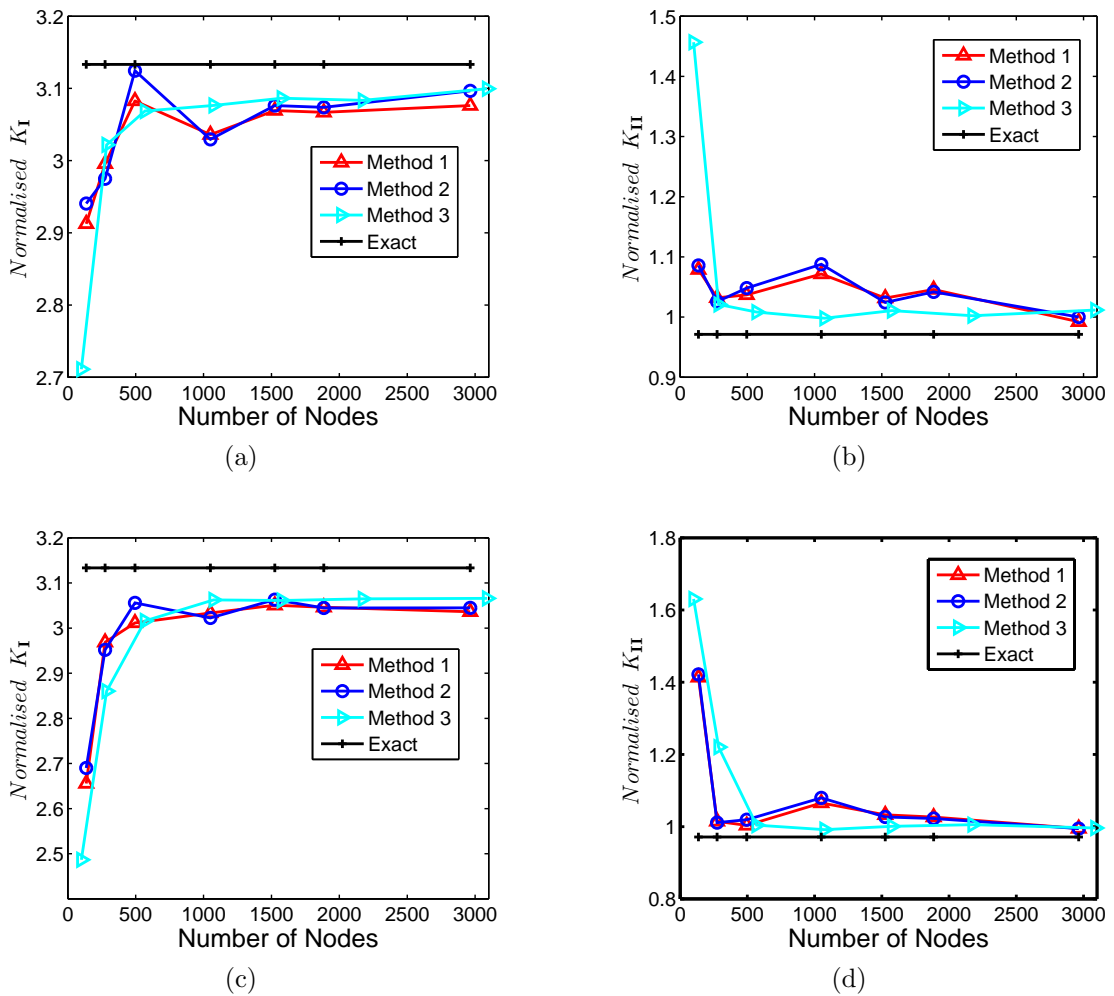 3.2
3.1
3
2.9
2.8
2.7
0 500 1000 1500 2000 2500 3000
Normalised K_I
Number of Nodes
Method 1
Method 2
Method 3
Exact
(a)
1.5
1.4
1.3
1.2
1.1
1
0.9
0 500 1000 1500 2000 2500 3000
Normalised K_II
Number of Nodes
Method 1
Method 2
Method 3
Exact
(b)
3.2
3.1
3
2.9
2.8
2.7
2.6
2.5
0 500 1000 1500 2000 2500 3000
Normalised K_I
Number of Nodes
Method 1
Method 2
Method 3
Exact
(c)
1.8
1.6
1.4
1.2
1
0.8
0 500 1000 1500 2000 2500 3000
Normalised K_II
Number of Nodes
Method 1
Method 2
Method 3
Exact
(d)